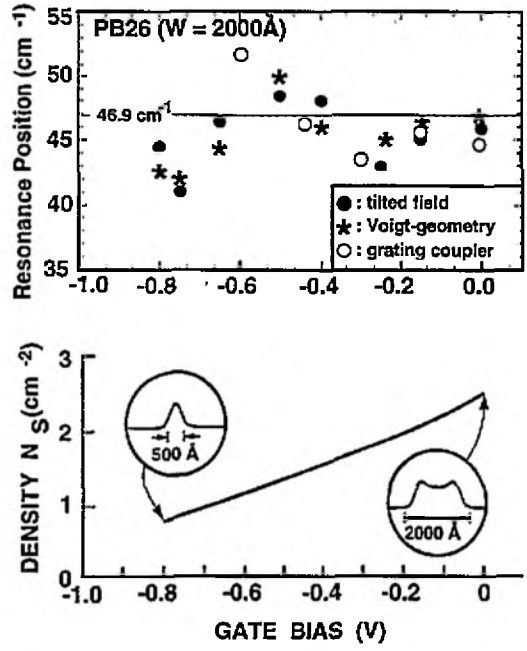 PB26 (W = 2000Å)
Resonance Position (cm⁻¹)
55
50
45
40
35
46.9 cm⁻¹
● : tilted field
★ : Voigt-geometry
○ : grating coupler
-1.0 -0.8 -0.6 -0.4 -0.2 0.0
DENSITY N S (cm -2)
3
2
1
0
500 Å
2000 Å
-1.0 -0.8 -0.6 -0.4 -0.2 0
GATE BIAS (V)